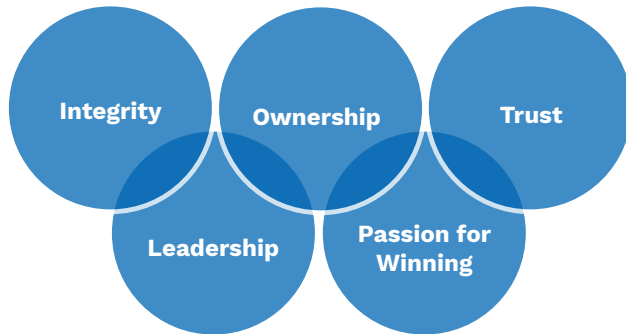 Integrity
Ownership
Trust
Leadership
Passion for
Winning